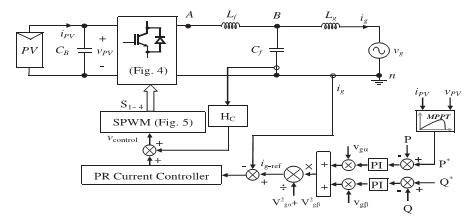 A
L_f
B
L_g
i_g
i_PV
+
PV
C_B
v_PV
-
(Fig. 4)
C_f
v_g
n
S_1-4
i_g
i_PV
v_PV
SPWM (Fig. 5)
H_C
MPPT
v_control
+
+
v_gα
P
P*
PR Current Controller
-
+
i_g-ref
×
÷
+
+
PI
-
+
PI
+
-
Q*
V²_gα + V²_gβ
v_gβ
Q